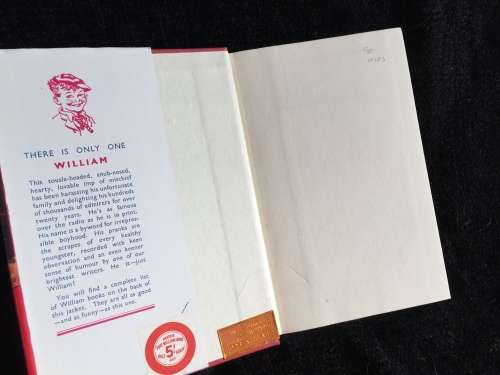 THERE IS ONLY ONE
WILLIAM
This tousle-headed, snub-nosed,
hearty, lovable imp of mischief
has been harassing his unfortunate
family and delighting his hundreds
of thousands of admirers for over
twenty years. He's as famous
over the radio as he is in print.
His name is a byword for irrepres-
sible boyhood. His pranks are
the scrapes of every healthy
youngster, recorded with keen
observation and an even keener
sense of humour by one of our
brightest writers. He is—just
William!
You will find a complete list
of William books on the back of
this jacket. They are all as good
—and as funny—as this one.
5/-